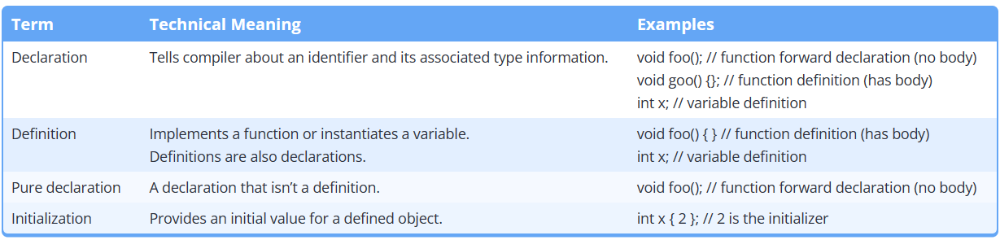 Term Technical Meaning Examples
Declaration Tells compiler about an identifier and its associated type information. void foo(); // function forward declaration (no body)
void goo() {}; // function definition (has body)
int x; // variable definition
Definition Implements a function or instantiates a variable. void foo() { } // function definition (has body)
Definitions are also declarations. int x; // variable definition
Pure declaration A declaration that isn’t a definition. void foo(); // function forward declaration (no body)
Initialization Provides an initial value for a defined object. int x { 2 }; // 2 is the initializer